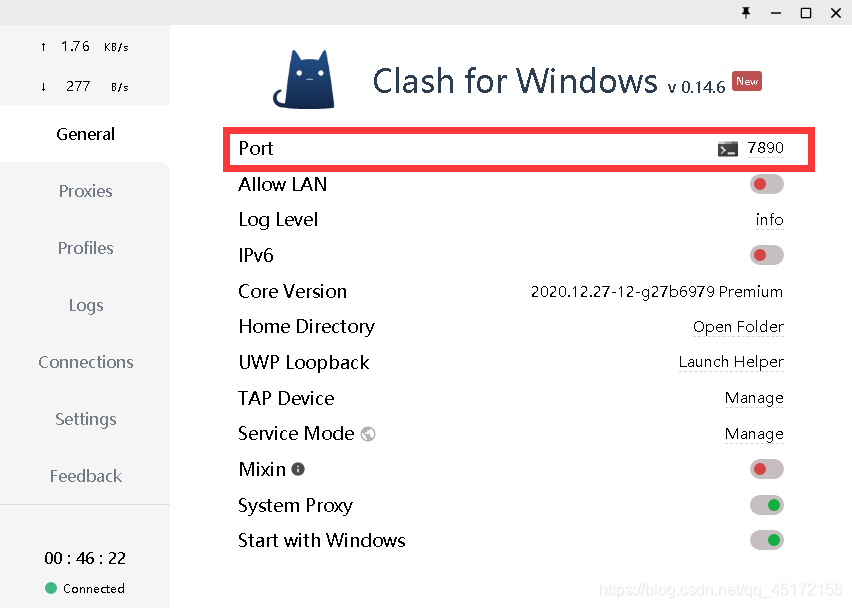 ↑ 1.76 KB/s
↓ 277 B/s
General
Proxies
Profiles
Logs
Connections
Settings
Feedback
00 : 46 : 22
Connected
Clash for Windows v 0.14.6 New
Port 7890
Allow LAN
Log Level info
IPv6
Core Version 2020.12.27-12-g27b6979 Premium
Home Directory Open Folder
UWP Loopback Launch Helper
TAP Device Manage
Service Mode Manage
Mixin
System Proxy
Start with Windows
https://blog.csdn.net/qq_45172156